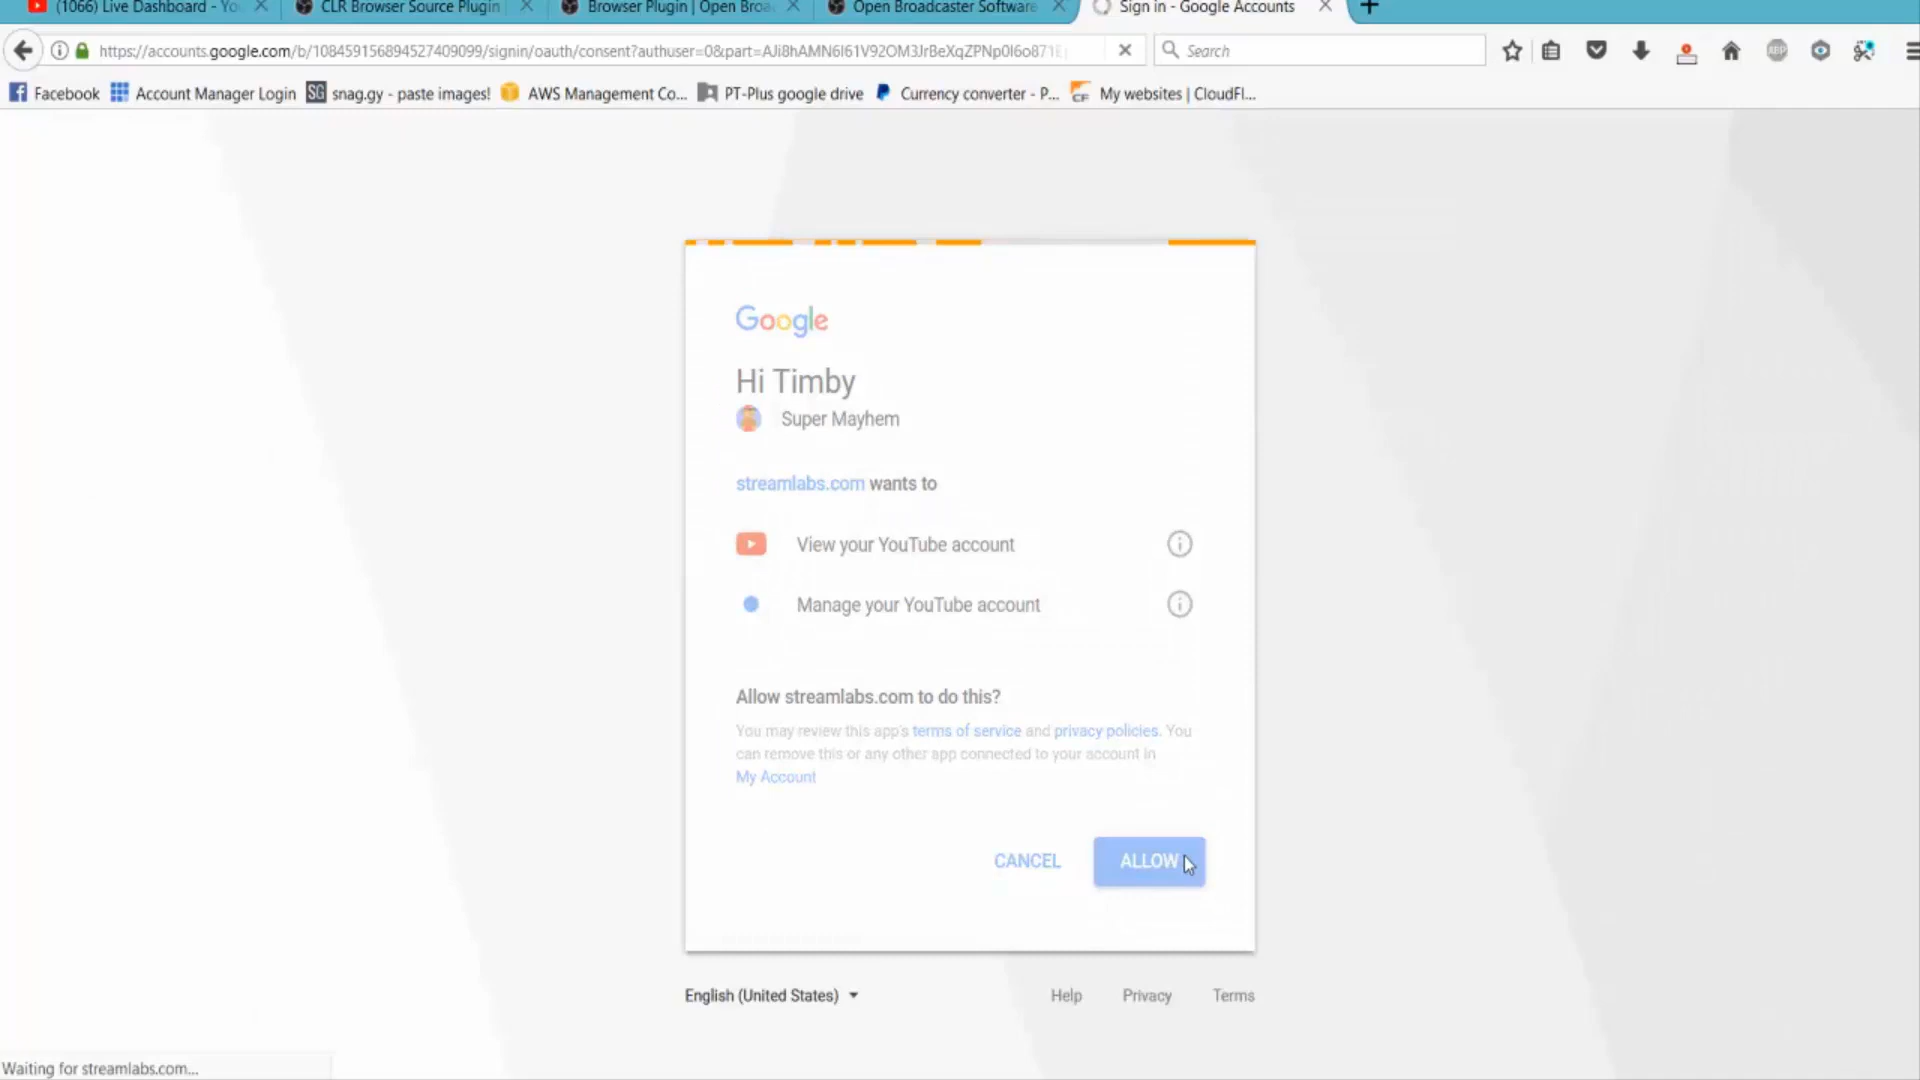 (1066) Live Dashboard - Yo
CLR Browser Source Plugin
Browser Plugin | Open Broa
Open Broadcaster Software
Sign in - Google Accounts
https://accounts.google.com/b/108459156894527409099/signin/oauth/consent?authuser=0&part=AJi8hAMN6I61V92OM3JrBeXqZPNp0I6o871E
Search
ABP
Facebook
Account Manager Login
SG
snag.gy - paste images!
AWS Management Co...
PT-Plus google drive
Currency converter - P...
CF
My websites | CloudFl...
Google
Hi Timby
Super Mayhem
streamlabs.com wants to
View your YouTube account
Manage your YouTube account
Allow streamlabs.com to do this?
You may review this app's terms of service and privacy policies. You
can remove this or any other app connected to your account in
My Account
CANCEL
ALLOW
English (United States)
Help
Privacy
Terms
Waiting for streamlabs.com...